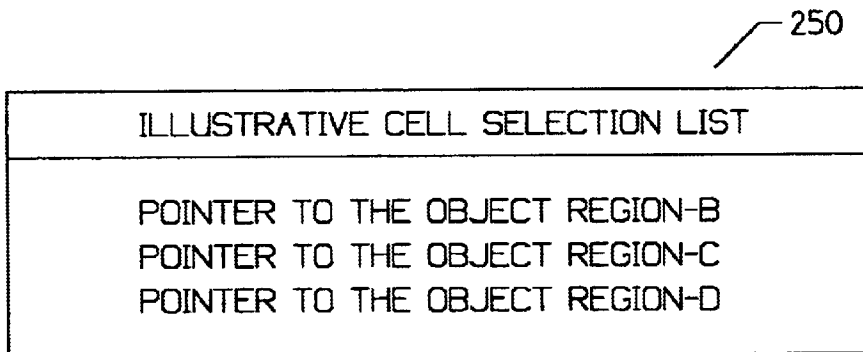 250
ILLUSTRATIVE CELL SELECTION LIST
POINTER TO THE OBJECT REGION-B
POINTER TO THE OBJECT REGION-C
POINTER TO THE OBJECT REGION-D